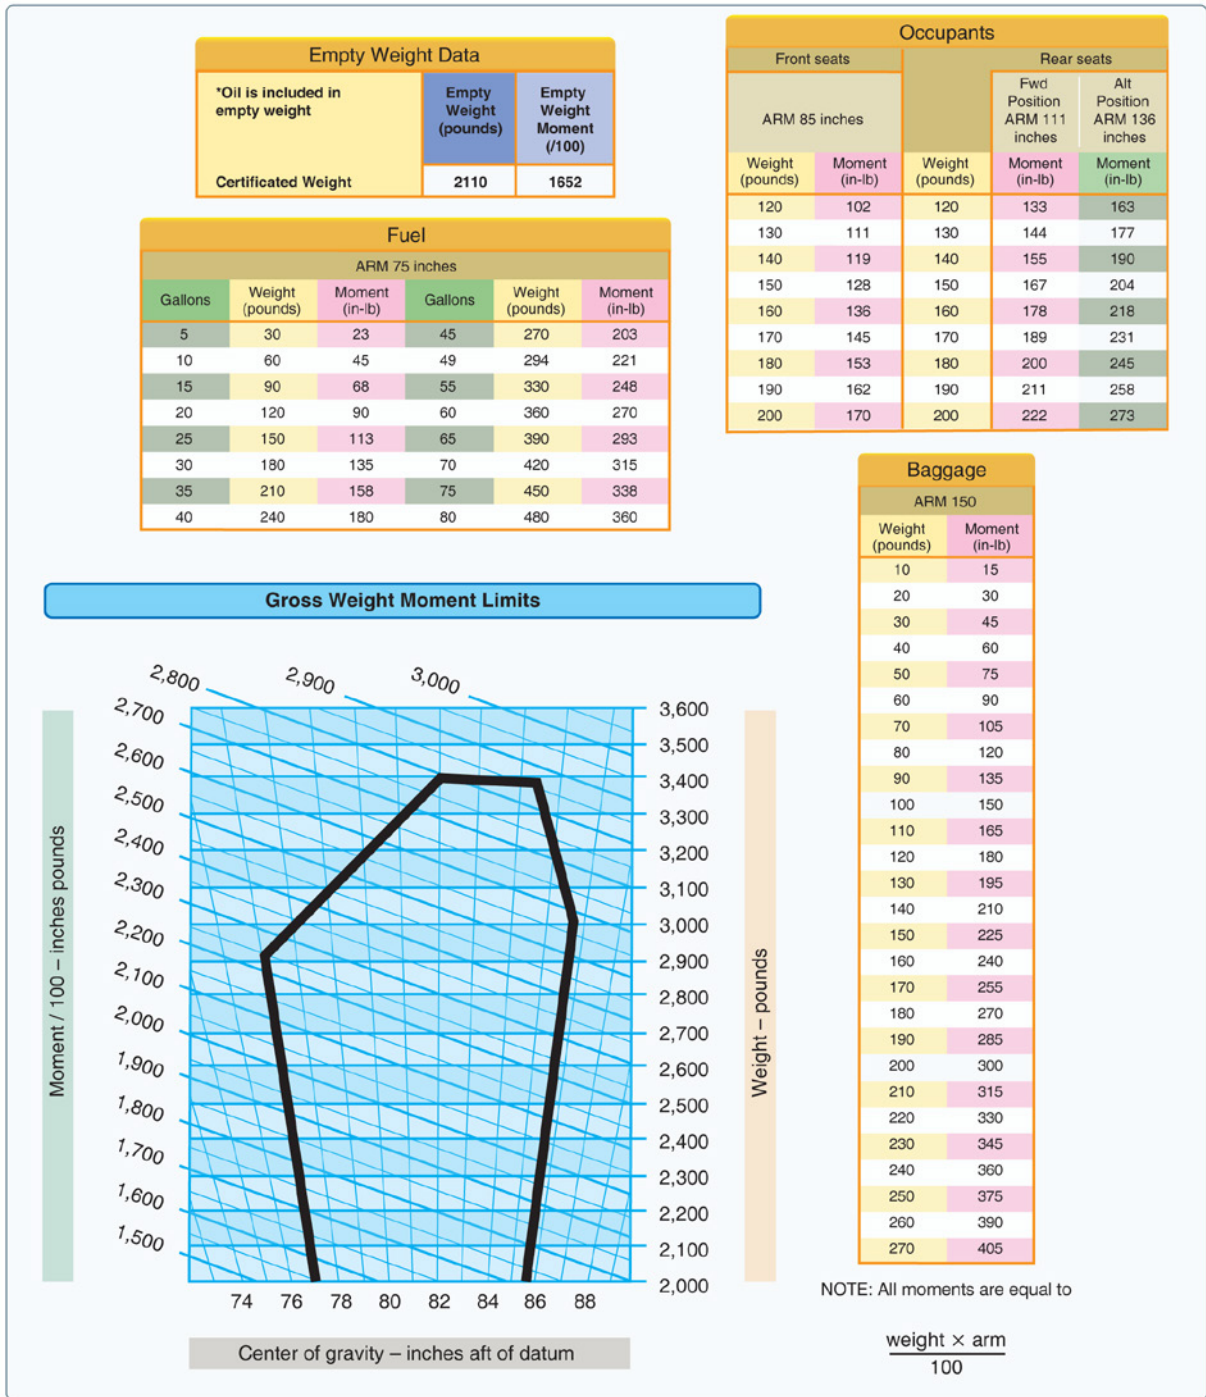 Empty Weight Data
*Oil is included in
empty weight
Empty
Weight
(pounds)
Empty
Weight
Moment
(/100)
Certificated Weight 2110 1652
Fuel
ARM 75 inches
Gallons Weight (pounds) Moment (in-lb) Gallons Weight (pounds) Moment (in-lb)
5 30 23 45 270 203
10 60 45 49 294 221
15 90 68 55 330 248
20 120 90 60 360 270
25 150 113 65 390 293
30 180 135 70 420 315
35 210 158 75 450 338
40 240 180 80 480 360
Occupants
Front seats
Rear seats
ARM 85 inches
Fwd
Position
ARM 111
inches
Alt
Position
ARM 136
inches
Weight (pounds) Moment (in-lb) Weight (pounds) Moment (in-lb) Moment (in-lb)
120 102 120 133 163
130 111 130 144 177
140 119 140 155 190
150 128 150 167 204
160 136 160 178 218
170 145 170 189 231
180 153 180 200 245
190 162 190 211 258
200 170 200 222 273
Baggage
ARM 150
Weight (pounds) Moment (in-lb)
10 15
20 30
30 45
40 60
50 75
60 90
70 105
80 120
90 135
100 150
110 165
120 180
130 195
140 210
150 225
160 240
170 255
180 270
190 285
200 300
210 315
220 330
230 345
240 360
250 375
260 390
270 405
NOTE: All moments are equal to
weight × arm
100
Gross Weight Moment Limits
Moment / 100 – inches pounds
2,800
2,900
3,000
2,700
2,600
2,500
2,400
2,300
2,200
2,100
2,000
1,900
1,800
1,700
1,600
1,500
3,600
3,500
3,400
3,300
3,200
3,100
3,000
2,900
2,800
2,700
2,600
2,500
2,400
2,300
2,200
2,100
2,000
Weight – pounds
74 76 78 80 82 84 86 88
Center of gravity – inches aft of datum